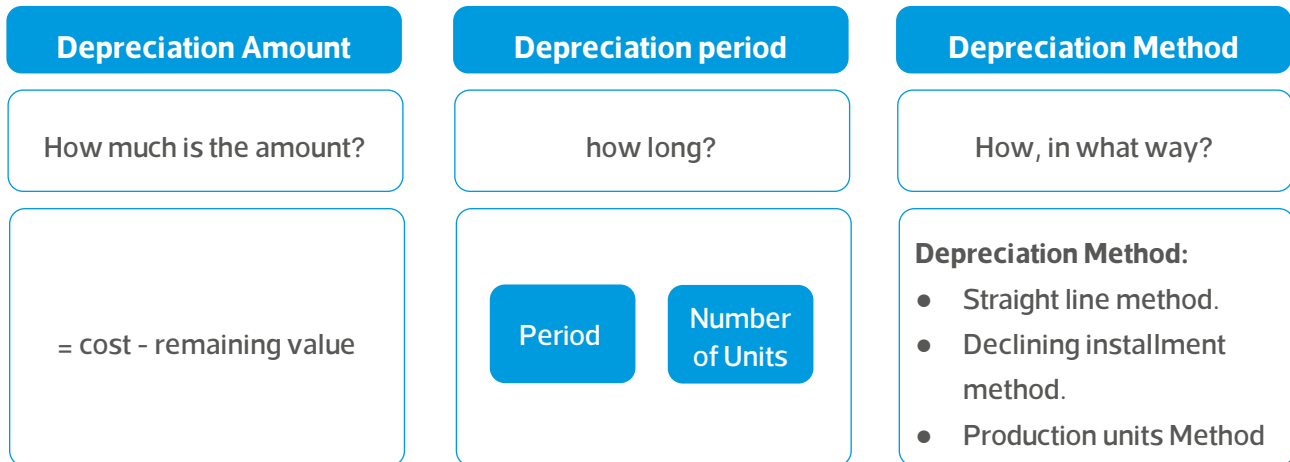 Depreciation Amount
How much is the amount?
= cost - remaining value
Depreciation period
how long?
Period
Number
of Units
Depreciation Method
How, in what way?
Depreciation Method:
● Straight line method.
● Declining installment
method.
● Production units Method